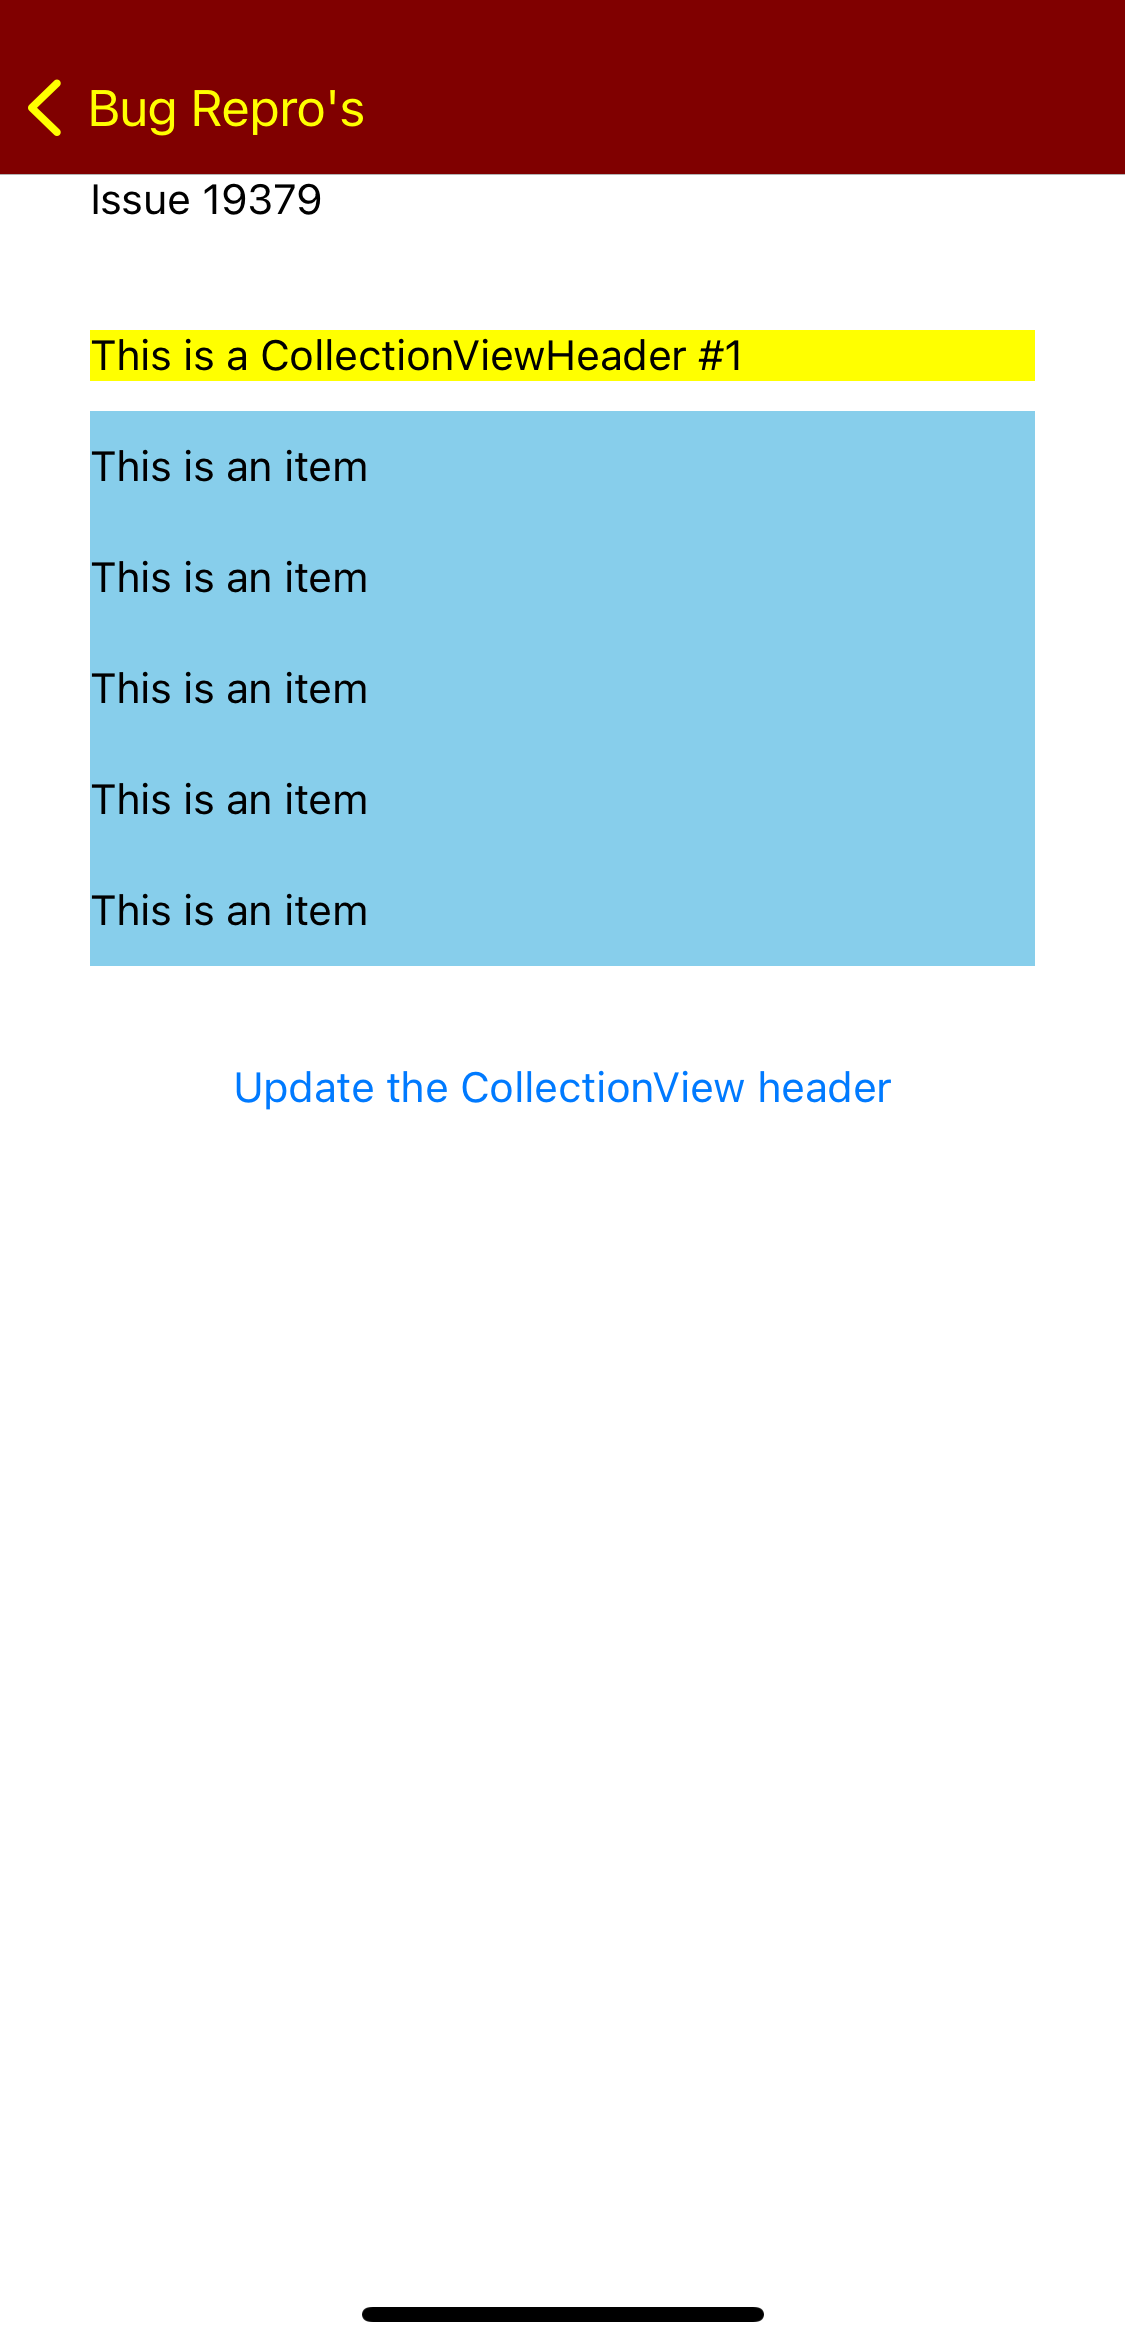 Bug Repro's
Issue 19379
This is a CollectionViewHeader #1
This is an item
This is an item
This is an item
This is an item
This is an item
Update the CollectionView header